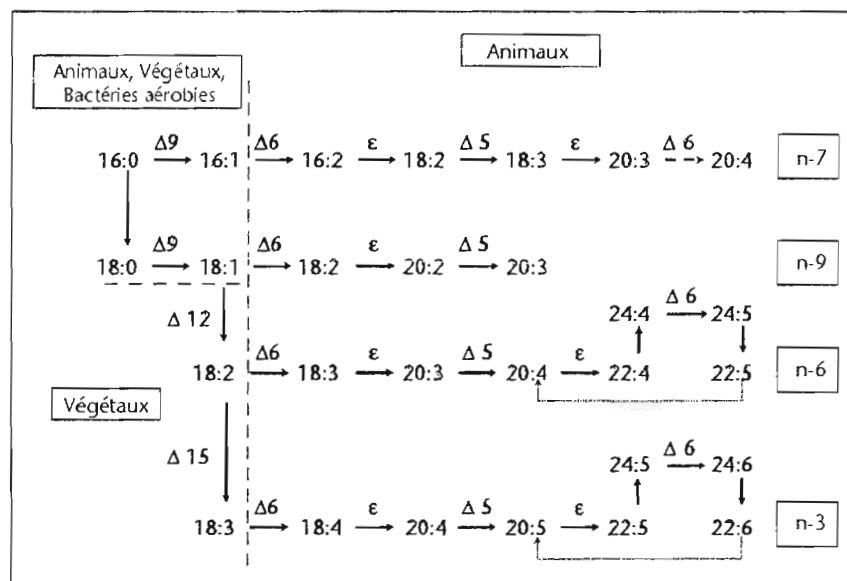 Animaux
Animaux, Végétaux,
Bactéries aérobies
Δ9 Δ6 ε Δ 5 ε Δ 6
16:0 16:1 16:2 18:2 18:3 20:3 20:4 n-7
Δ9 Δ6 ε Δ 5
18:0 18:1 18:2 20:2 20:3 n-9
Δ 6
24:4 24:5
Δ 12
Δ6 ε Δ 5 ε
18:2 18:3 20:3 20:4 22:4 22:5 n-6
Végétaux
Δ 15
Δ 6
24:5 24:6
Δ6 ε Δ 5 ε
18:3 18:4 20:4 20:5 22:5 22:6 n-3